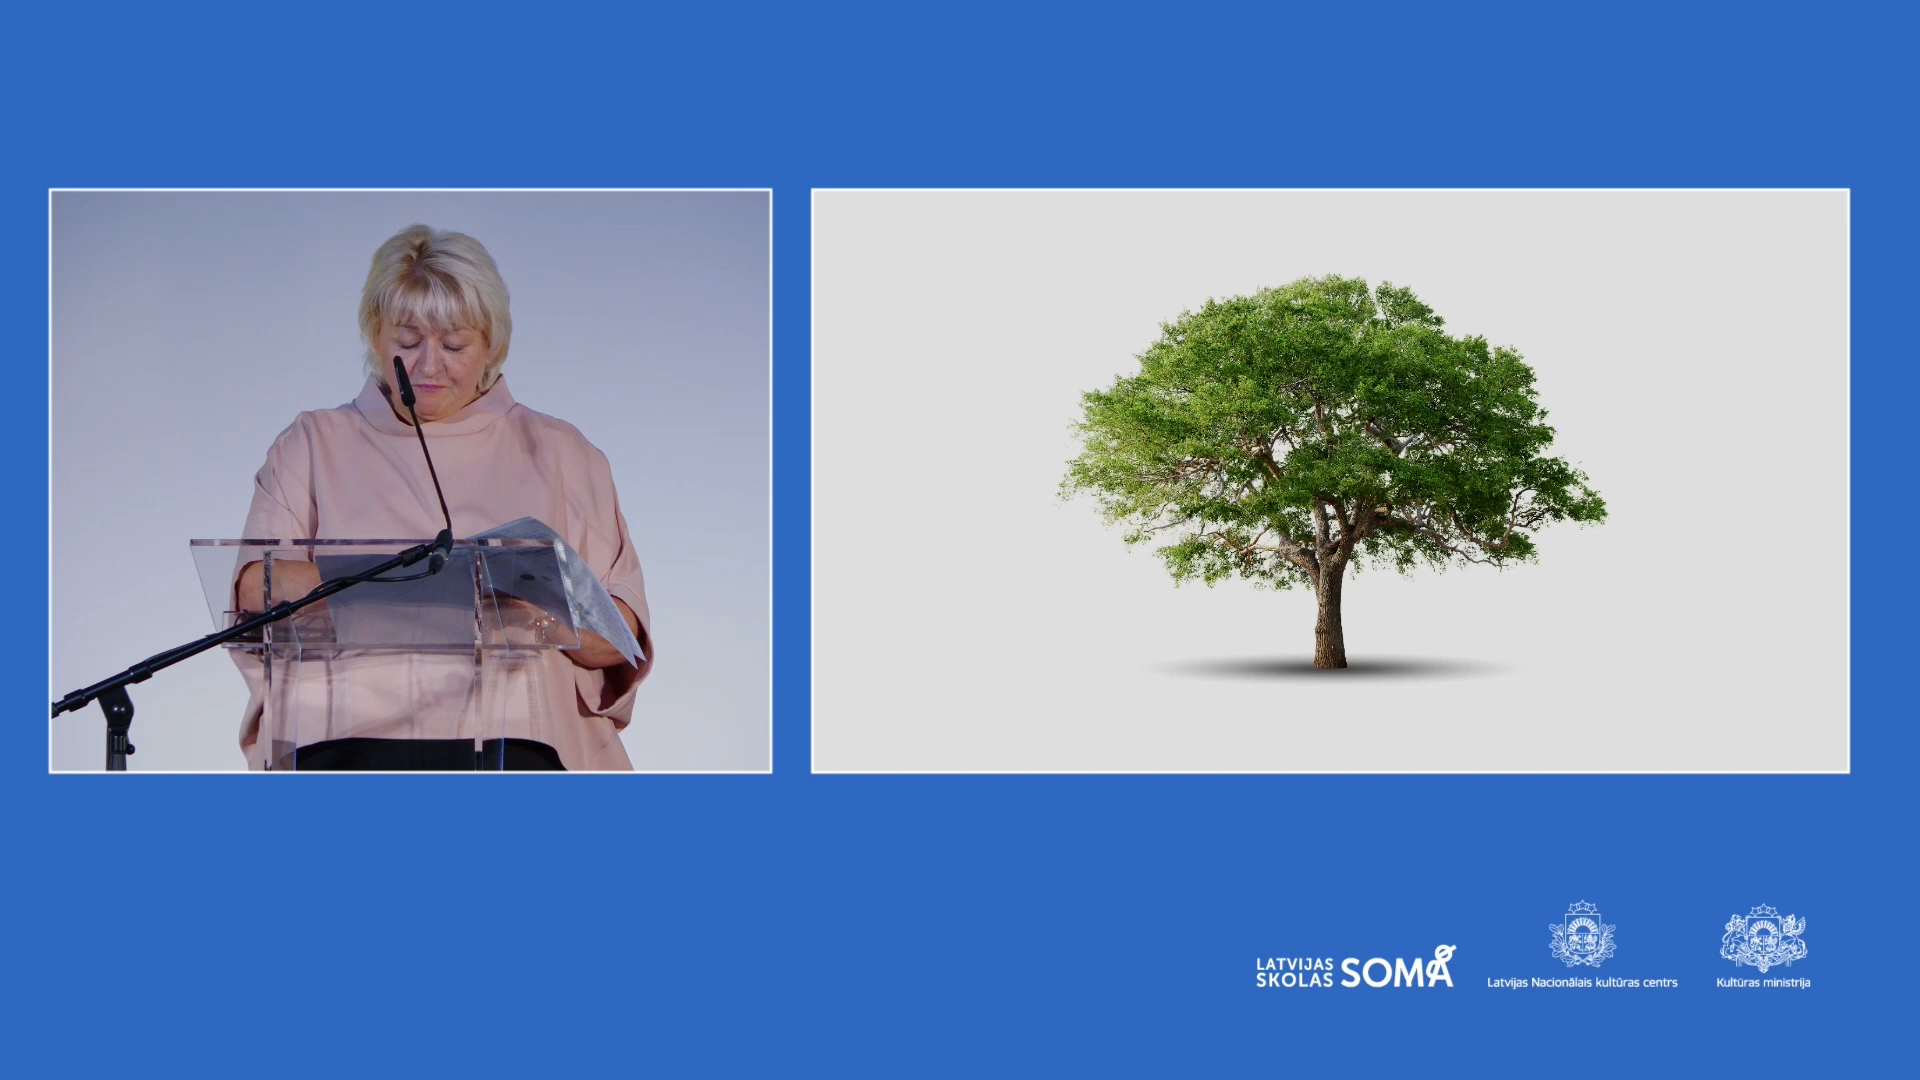 LATVIJAS
SKOLAS SOMA
Latvijas Nacionālais kultūras centrs
Kultūras ministrija